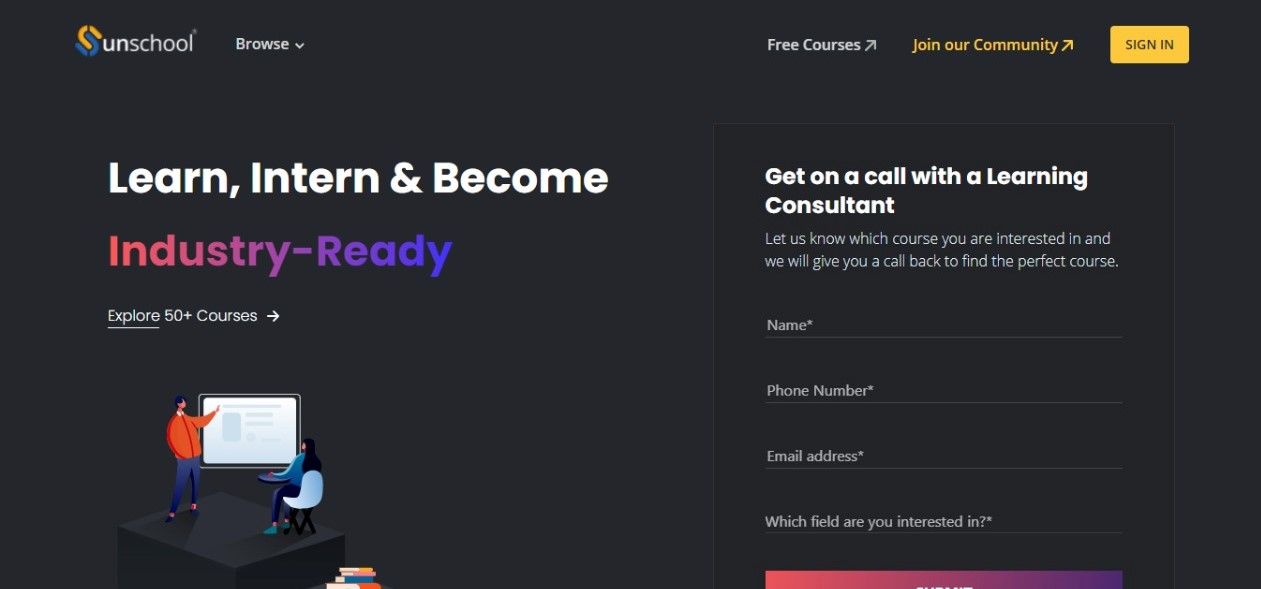 Sunschool®
Browse
Free Courses
Join our Community
SIGN IN
Learn, Intern & Become
Industry-Ready
Explore 50+ Courses →
Get on a call with a Learning
Consultant
Let us know which course you are interested in and
we will give you a call back to find the perfect course.
Name*
Phone Number*
Email address*
Which field are you interested in?*
SUBMIT